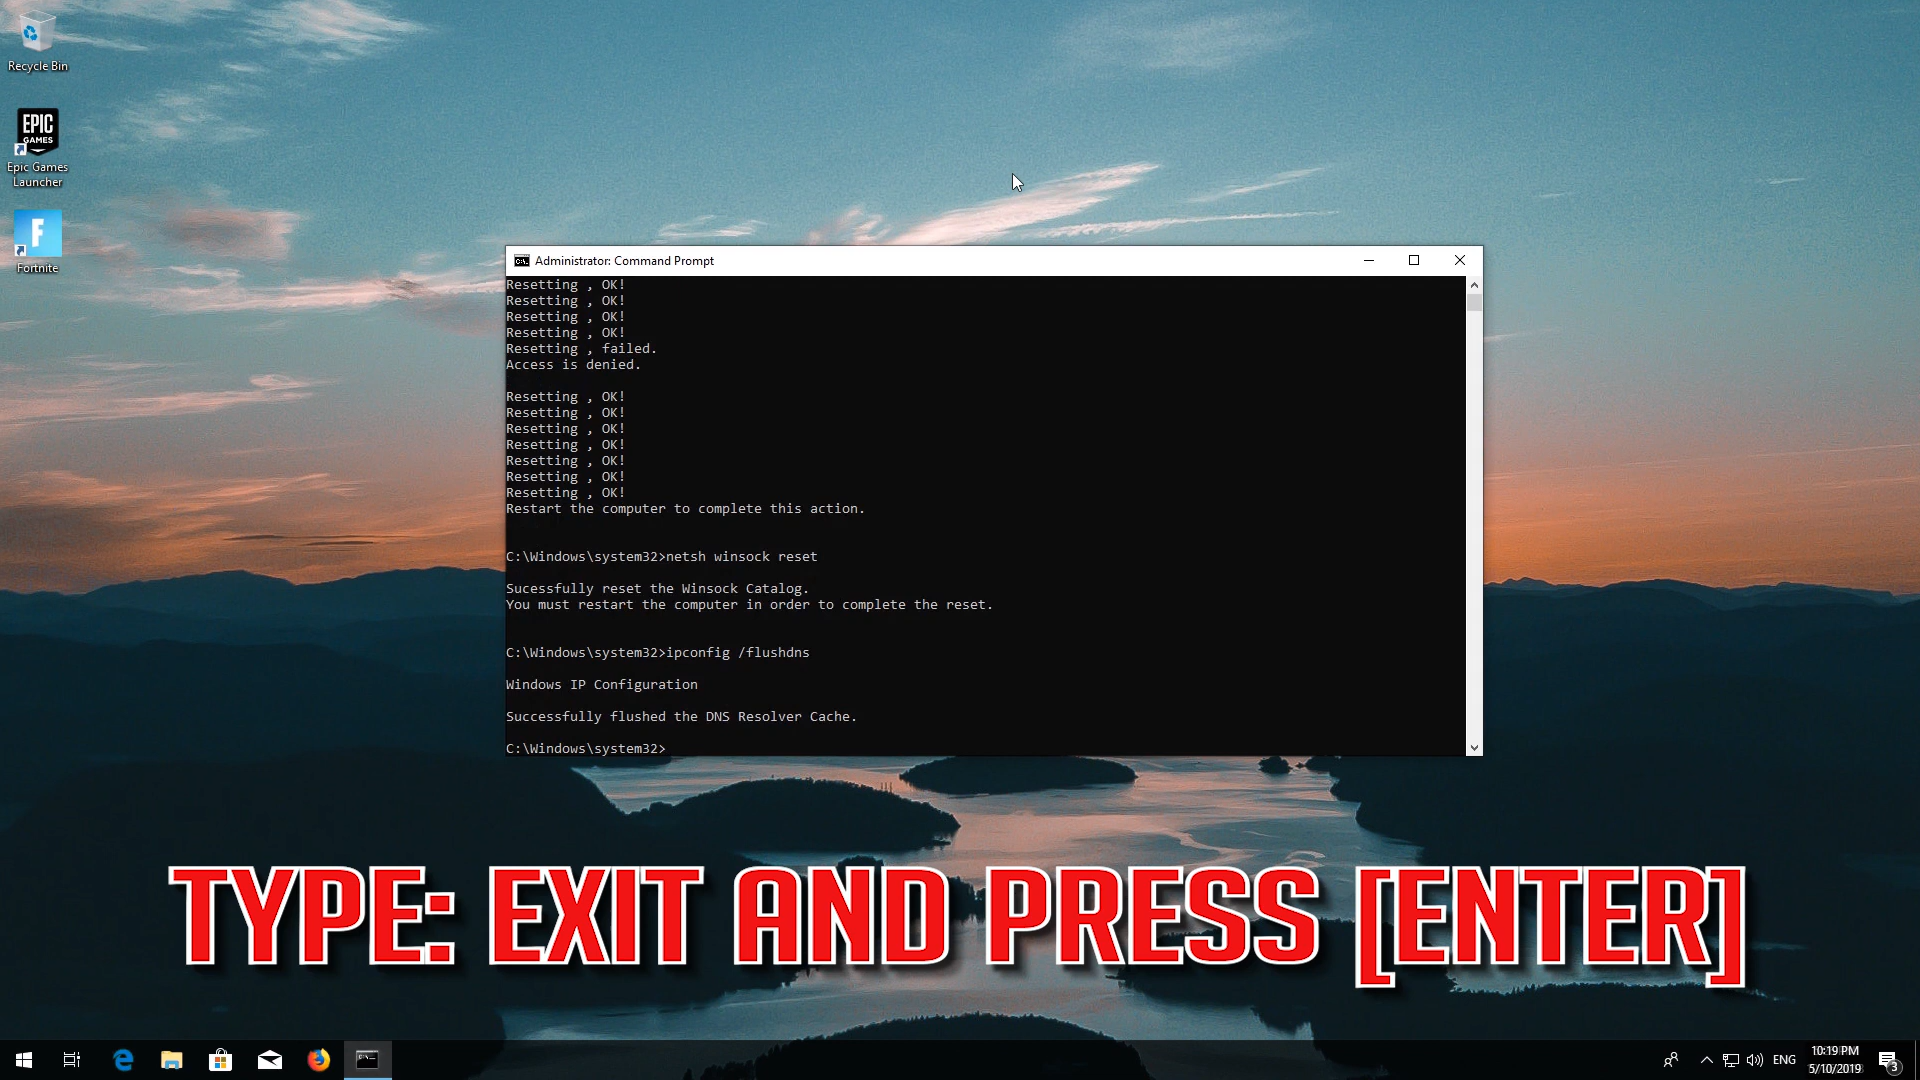 Recycle Bin
EPIC
GAMES
Epic Games
Launcher
F
Fortnite
Administrator: Command Prompt
Resetting , OK!
Resetting , OK!
Resetting , OK!
Resetting , OK!
Resetting , failed.
Access is denied.
Resetting , OK!
Resetting , OK!
Resetting , OK!
Resetting , OK!
Resetting , OK!
Resetting , OK!
Resetting , OK!
Restart the computer to complete this action.
C:\Windows\system32>netsh winsock reset
Sucessfully reset the Winsock Catalog.
You must restart the computer in order to complete the reset.
C:\Windows\system32>ipconfig /flushdns
Windows IP Configuration
Successfully flushed the DNS Resolver Cache.
C:\Windows\system32>
TYPE: EXIT AND PRESS [ENTER]
ENG
10:19 PM
5/10/2019
3